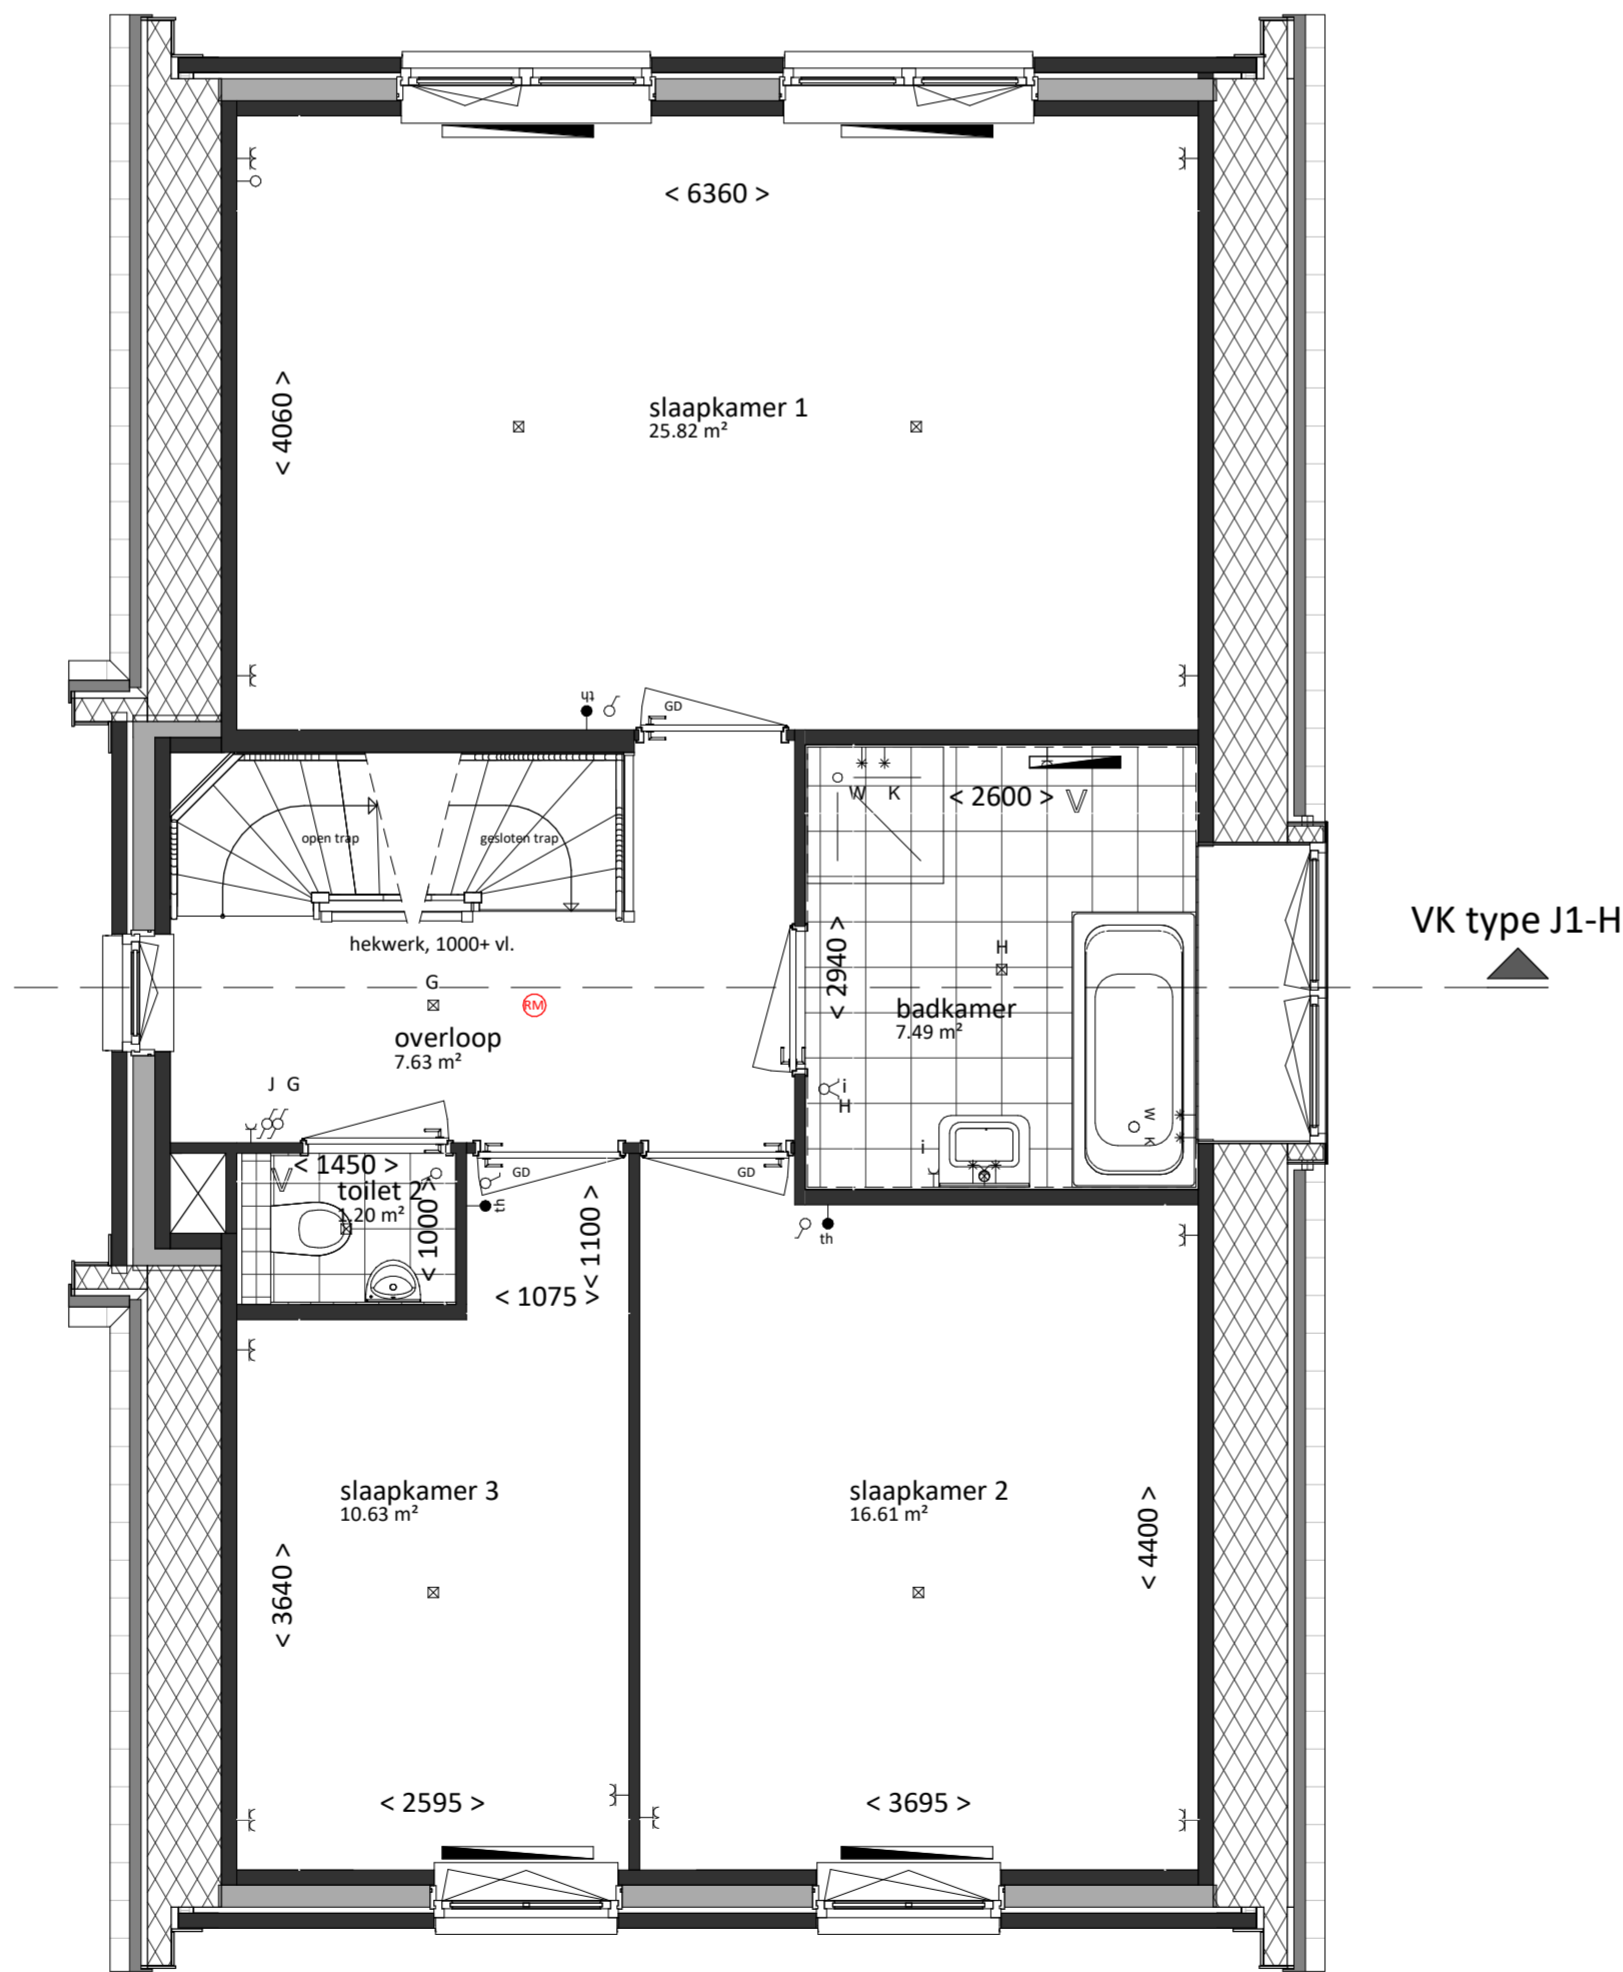 < 6360 >
< 4060 >
slaapkamer 1
25.82 m²
th
GD
open trap
gesloten trap
W K
< 2600 > V
hekwerk, 1000+ vl.
< 2940 >
H
VK type J1-H
G
RM
badkamer
7.49 m²
overloop
7.63 m²
J G
i
H
W K
i
< 1450 >
V
toilet 2
1.20 m²
< 1000 >
GD
th
< 1100 >
GD
th
< 1075 >
slaapkamer 3
10.63 m²
slaapkamer 2
16.61 m²
< 4400 >
< 3640 >
< 2595 >
< 3695 >